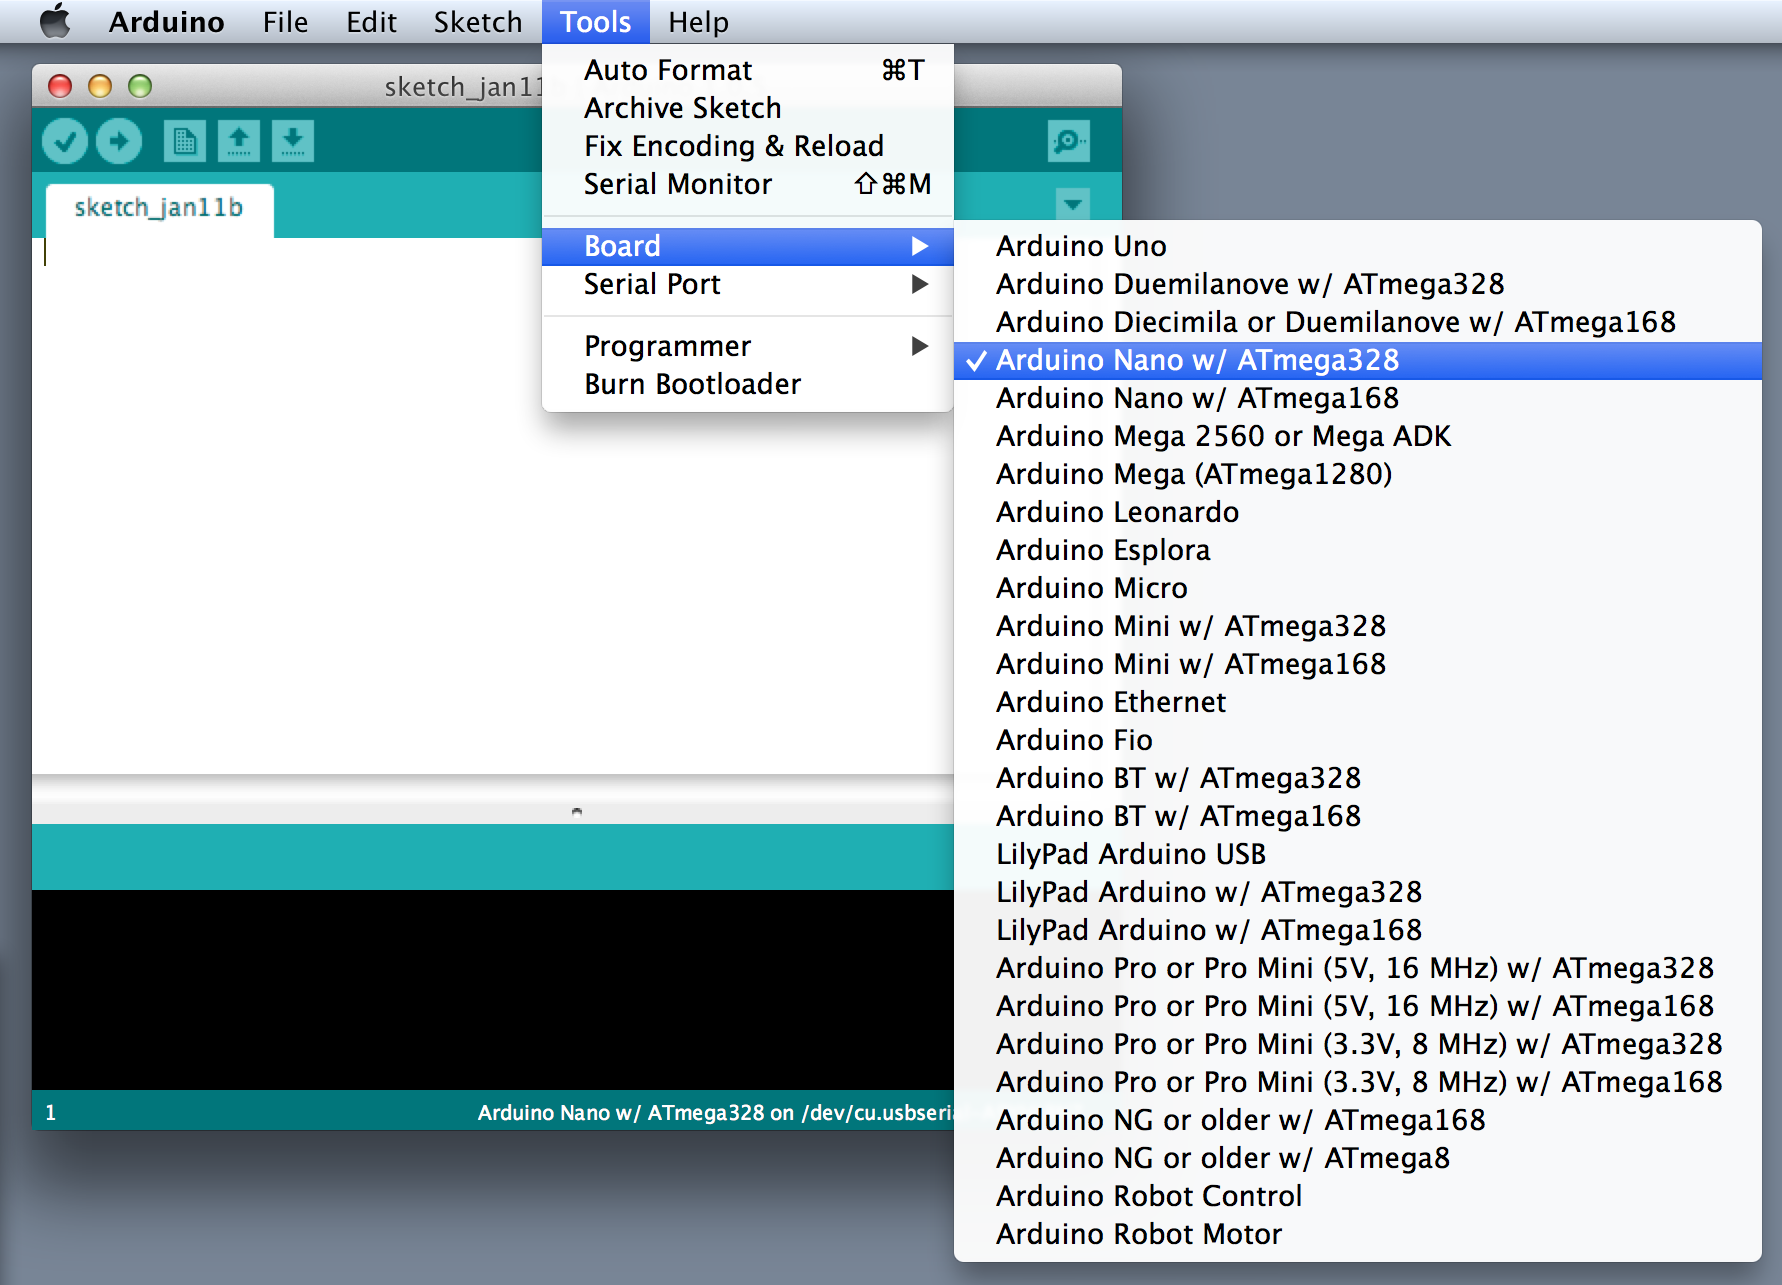 Arduino File Edit Sketch Tools Help
sketch_jan11
sketch_jan11b
Auto Format ⌘T
Archive Sketch
Fix Encoding & Reload
Serial Monitor ⇧⌘M
Board
Serial Port
Programmer
Burn Bootloader
Arduino Uno
Arduino Duemilanove w/ ATmega328
Arduino Diecimila or Duemilanove w/ ATmega168
Arduino Nano w/ ATmega328
Arduino Nano w/ ATmega168
Arduino Mega 2560 or Mega ADK
Arduino Mega (ATmega1280)
Arduino Leonardo
Arduino Esplora
Arduino Micro
Arduino Mini w/ ATmega328
Arduino Mini w/ ATmega168
Arduino Ethernet
Arduino Fio
Arduino BT w/ ATmega328
Arduino BT w/ ATmega168
LilyPad Arduino USB
LilyPad Arduino w/ ATmega328
LilyPad Arduino w/ ATmega168
Arduino Pro or Pro Mini (5V, 16 MHz) w/ ATmega328
Arduino Pro or Pro Mini (5V, 16 MHz) w/ ATmega168
Arduino Pro or Pro Mini (3.3V, 8 MHz) w/ ATmega328
Arduino Pro or Pro Mini (3.3V, 8 MHz) w/ ATmega168
Arduino NG or older w/ ATmega168
Arduino NG or older w/ ATmega8
Arduino Robot Control
Arduino Robot Motor
1 Arduino Nano w/ ATmega328 on /dev/cu.usbseria